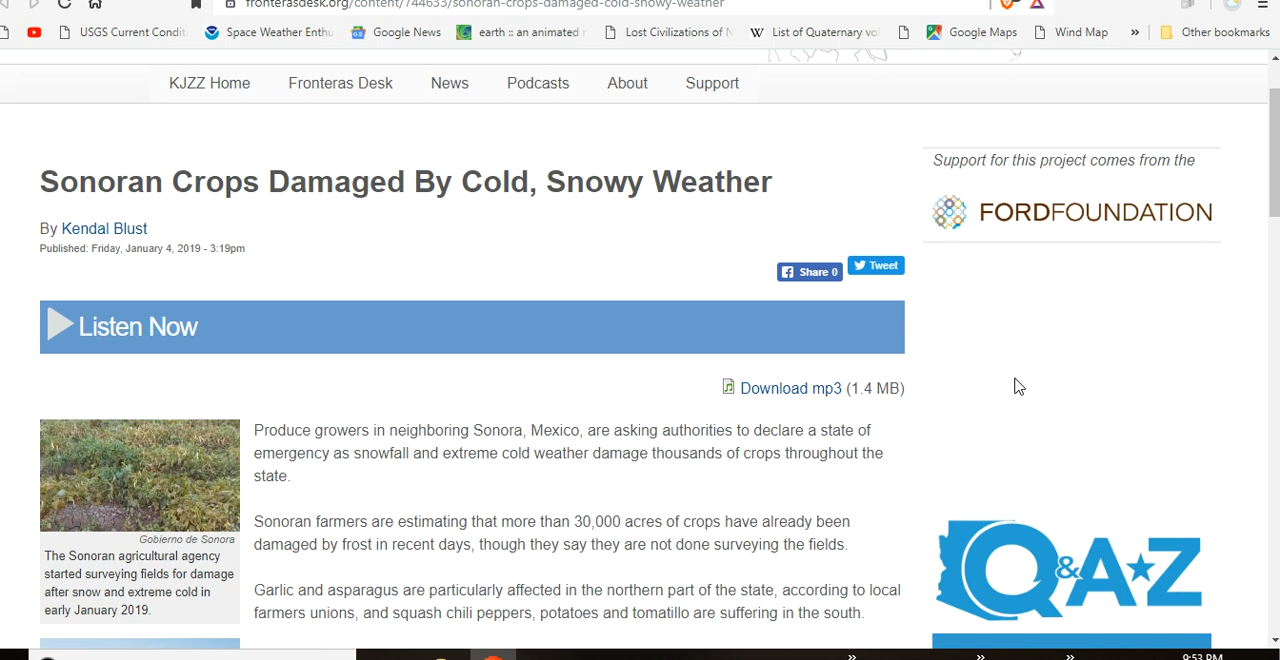 fronterasdesk.org/content/744633/sonoran-crops-damaged-cold-snowy-weather
USGS Current Condit Space Weather Enthu Google News earth :: an animated Lost Civilizations of N List of Quaternary vol Google Maps Wind Map » Other bookmarks
KJZZ Home Fronteras Desk News Podcasts About Support
Support for this project comes from the
FORDFOUNDATION
Sonoran Crops Damaged By Cold, Snowy Weather
By Kendal Blust
Published: Friday, January 4, 2019 - 3:19pm
Share 0 Tweet
Listen Now
Download mp3 (1.4 MB)
Produce growers in neighboring Sonora, Mexico, are asking authorities to declare a state of
emergency as snowfall and extreme cold weather damage thousands of crops throughout the
state.
Sonoran farmers are estimating that more than 30,000 acres of crops have already been
damaged by frost in recent days, though they say they are not done surveying the fields.
Garlic and asparagus are particularly affected in the northern part of the state, according to local
farmers unions, and squash chili peppers, potatoes and tomatillo are suffering in the south.
Gobierno de Sonora
The Sonoran agricultural agency
started surveying fields for damage
after snow and extreme cold in
early January 2019.
Q&AZ
» » » 9:53 PM